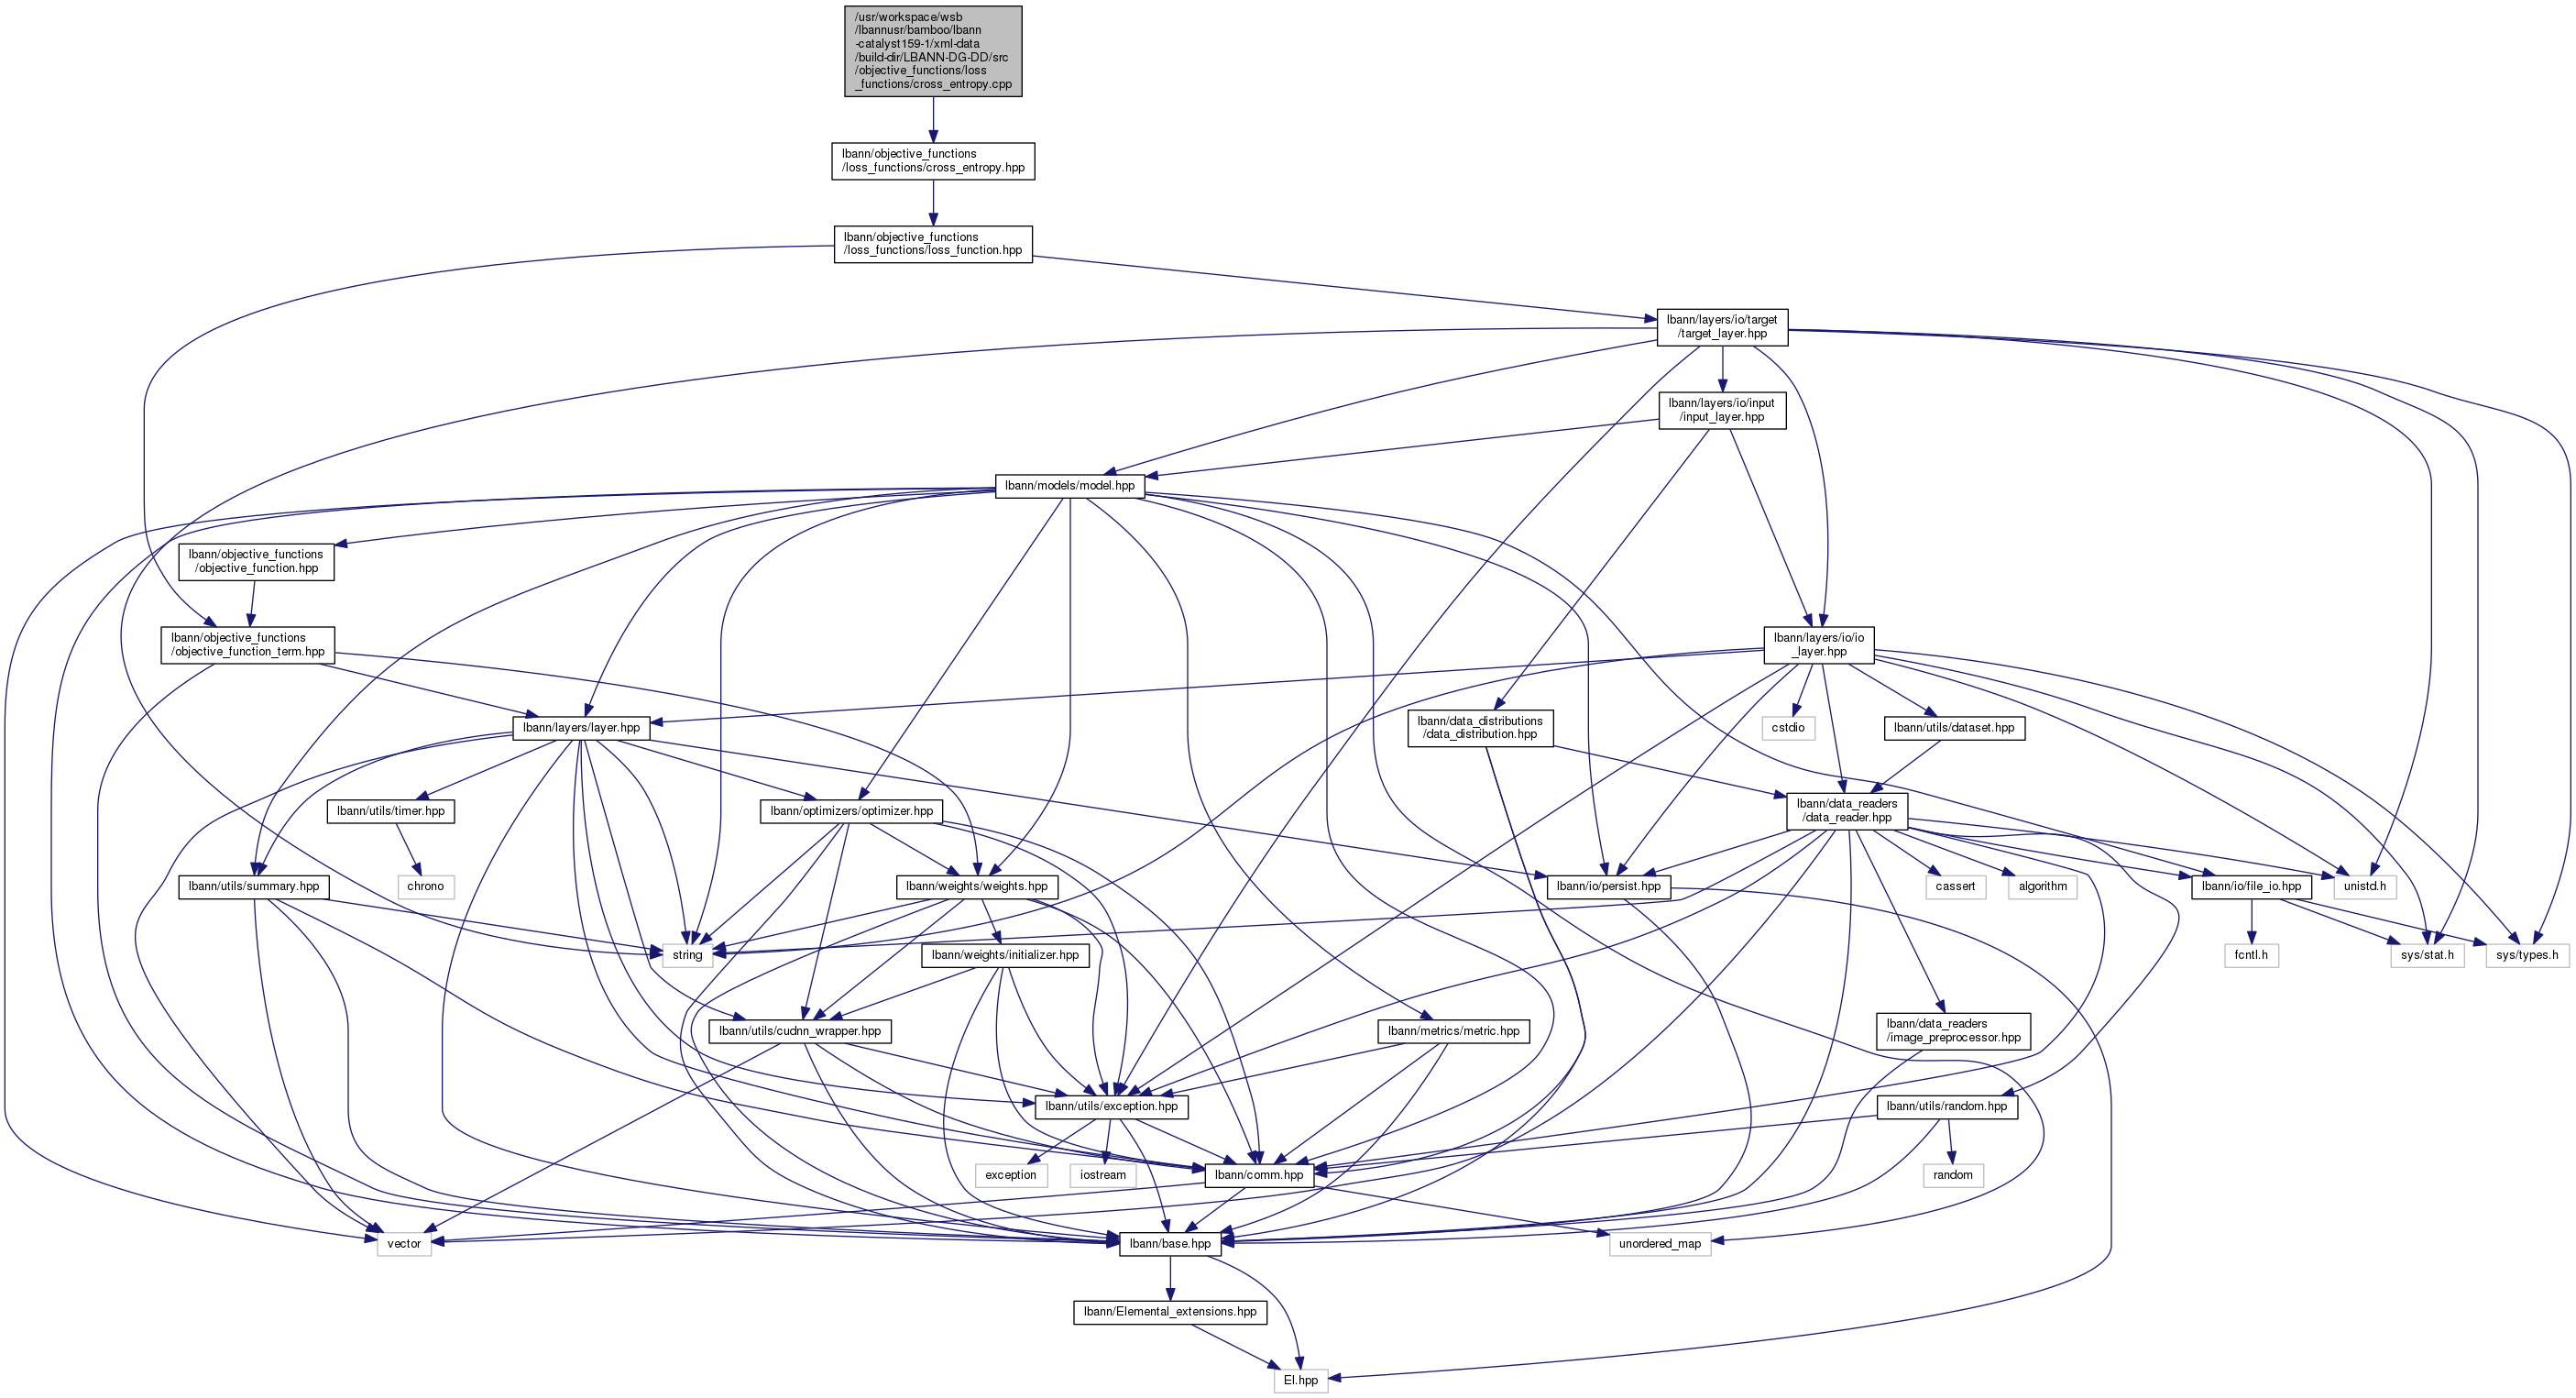 /usr/workspace/wsb
/lbannusr/bamboo/lbann
-catalyst159-1/xml-data
/build-dir/LBANN-DG-DD/src
/objective_functions/loss
_functions/cross_entropy.cpp
lbann/objective_functions
/loss_functions/cross_entropy.hpp
lbann/objective_functions
/loss_functions/loss_function.hpp
lbann/layers/io/target
/target_layer.hpp
lbann/layers/io/input
/input_layer.hpp
lbann/models/model.hpp
lbann/objective_functions
/objective_function.hpp
lbann/objective_functions
/objective_function_term.hpp
lbann/layers/io/io
_layer.hpp
lbann/layers/layer.hpp
lbann/data_distributions
/data_distribution.hpp
cstdio
lbann/utils/dataset.hpp
lbann/utils/timer.hpp
lbann/optimizers/optimizer.hpp
lbann/data_readers
/data_reader.hpp
lbann/utils/summary.hpp
chrono
lbann/weights/weights.hpp
lbann/io/persist.hpp
cassert
algorithm
lbann/io/file_io.hpp
unistd.h
string
lbann/weights/initializer.hpp
fcntl.h
sys/stat.h
sys/types.h
lbann/utils/cudnn_wrapper.hpp
lbann/metrics/metric.hpp
lbann/data_readers
/image_preprocessor.hpp
lbann/utils/exception.hpp
lbann/utils/random.hpp
exception
iostream
lbann/comm.hpp
random
vector
lbann/base.hpp
unordered_map
lbann/Elemental_extensions.hpp
El.hpp